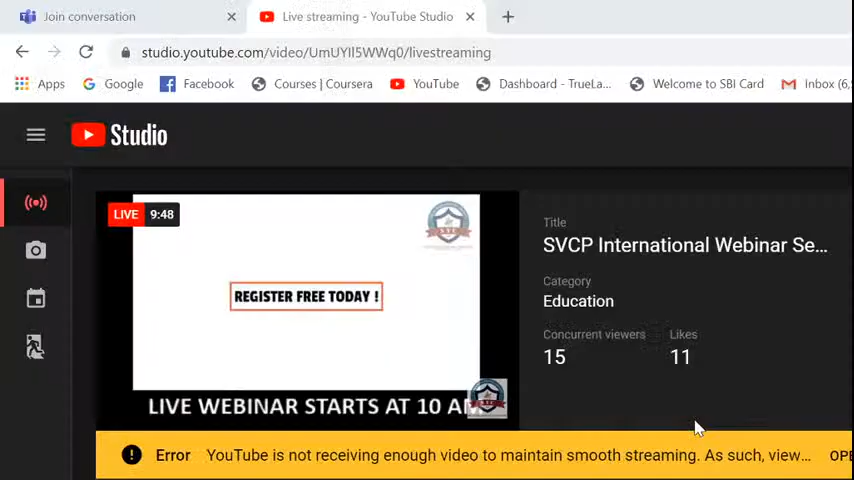 Join conversation
Live streaming - YouTube Studio
studio.youtube.com/video/UmUYIl5WWq0/livestreaming
Apps Google Facebook Courses | Coursera YouTube Dashboard - TrueLa... Welcome to SBI Card Inbox (6,
Studio
LIVE 9:48
REGISTER FREE TODAY !
LIVE WEBINAR STARTS AT 10 AM
Title
SVCP International Webinar Se...
Category
Education
Concurrent viewers Likes
15 11
Error YouTube is not receiving enough video to maintain smooth streaming. As such, view... OPE